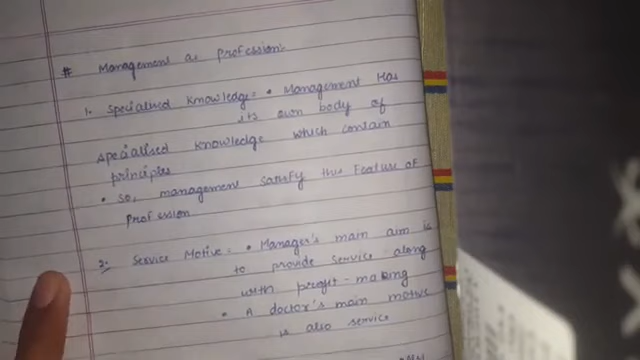 # Management as Profession:-
1. Specialised Knowledge:- • Management Has
its own body of
specialised knowledge which contain
principles
• So, management satisfy this Feature of
Profession
2. Service Motive:- • Manager's main aim is
to provide service along
with profit-making
• A doctor's main motive
is also service